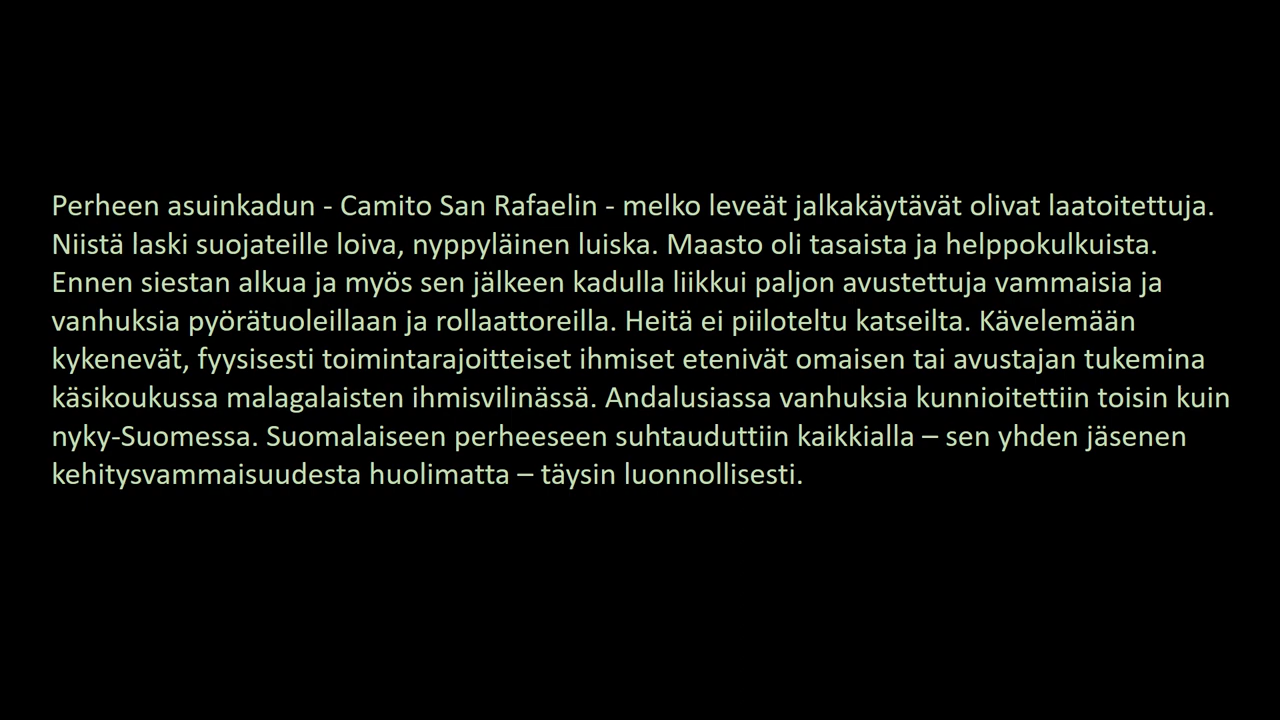 Perheen asuinkadun - Camito San Rafaelin - melko leveät jalkakäytävät olivat laatoitettuja.
Niistä laski suojateille loiva, nyppyläinen luiska. Maasto oli tasaista ja helppokulkuista.
Ennen siestan alkua ja myös sen jälkeen kadulla liikkui paljon avustettuja vammaisia ja
vanhuksia pyörätuoleillaan ja rollaattoreilla. Heitä ei piiloteltu katseilta. Kävelemään
kykenevät, fyysisesti toimintarajoitteiset ihmiset etenivät omaisen tai avustajan tukemina
käsikoukussa malagalaisten ihmisvilinässä. Andalusiassa vanhuksia kunnioitettiin toisin kuin
nyky-Suomessa. Suomalaiseen perheeseen suhtauduttiin kaikkialla – sen yhden jäsenen
kehitysvammaisuudesta huolimatta – täysin luonnollisesti.